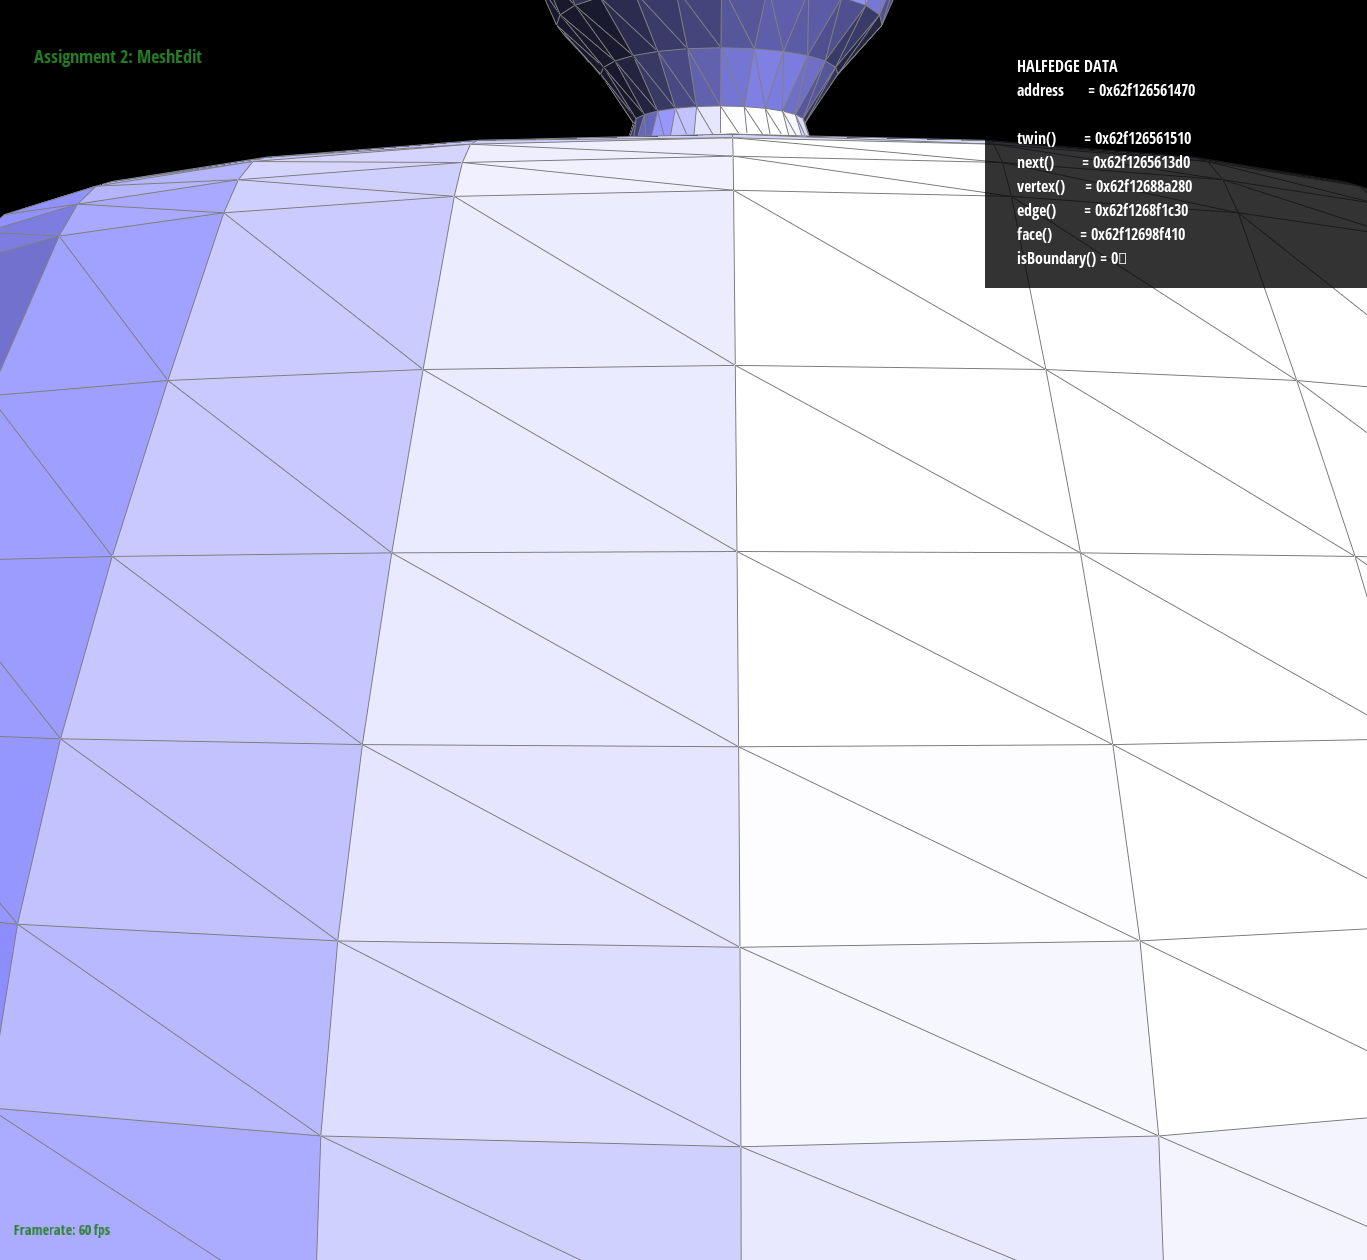 Assignment 2: MeshEdit
HALFEDGE DATA
address = 0x62f126561470
twin() = 0x62f126561510
next() = 0x62f1265613d0
vertex() = 0x62f12688a280
edge() = 0x62f1268f1c30
face() = 0x62f12698f410
isBoundary() = 0
Framerate: 60 fps